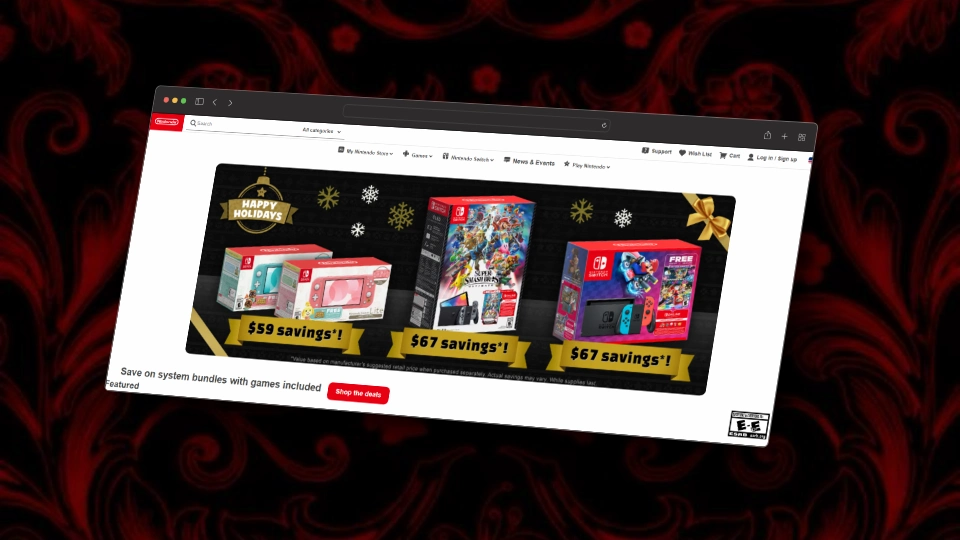 Nintendo
Search
All categories
Support
Wish List
Cart
Log in / Sign up
My Nintendo Store
Games
Nintendo Switch
News & Events
Play Nintendo
HAPPY
HOLIDAYS
SUPER
SMASH BROS.
ULTIMATE
FREE
$59 savings*!
$67 savings*!
$67 savings*!
*Value based on manufacturer's suggested retail price when purchased separately. Actual savings may vary. While supplies last.
Save on system bundles with games included
Shop the deals
Featured
E-E
ESRB